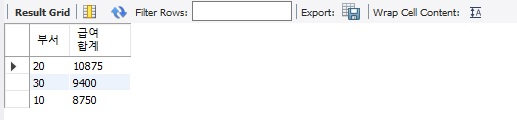 Result Grid Filter Rows: Export: Wrap Cell Content: IA
부서 급여
합계
20 10875
30 9400
10 8750